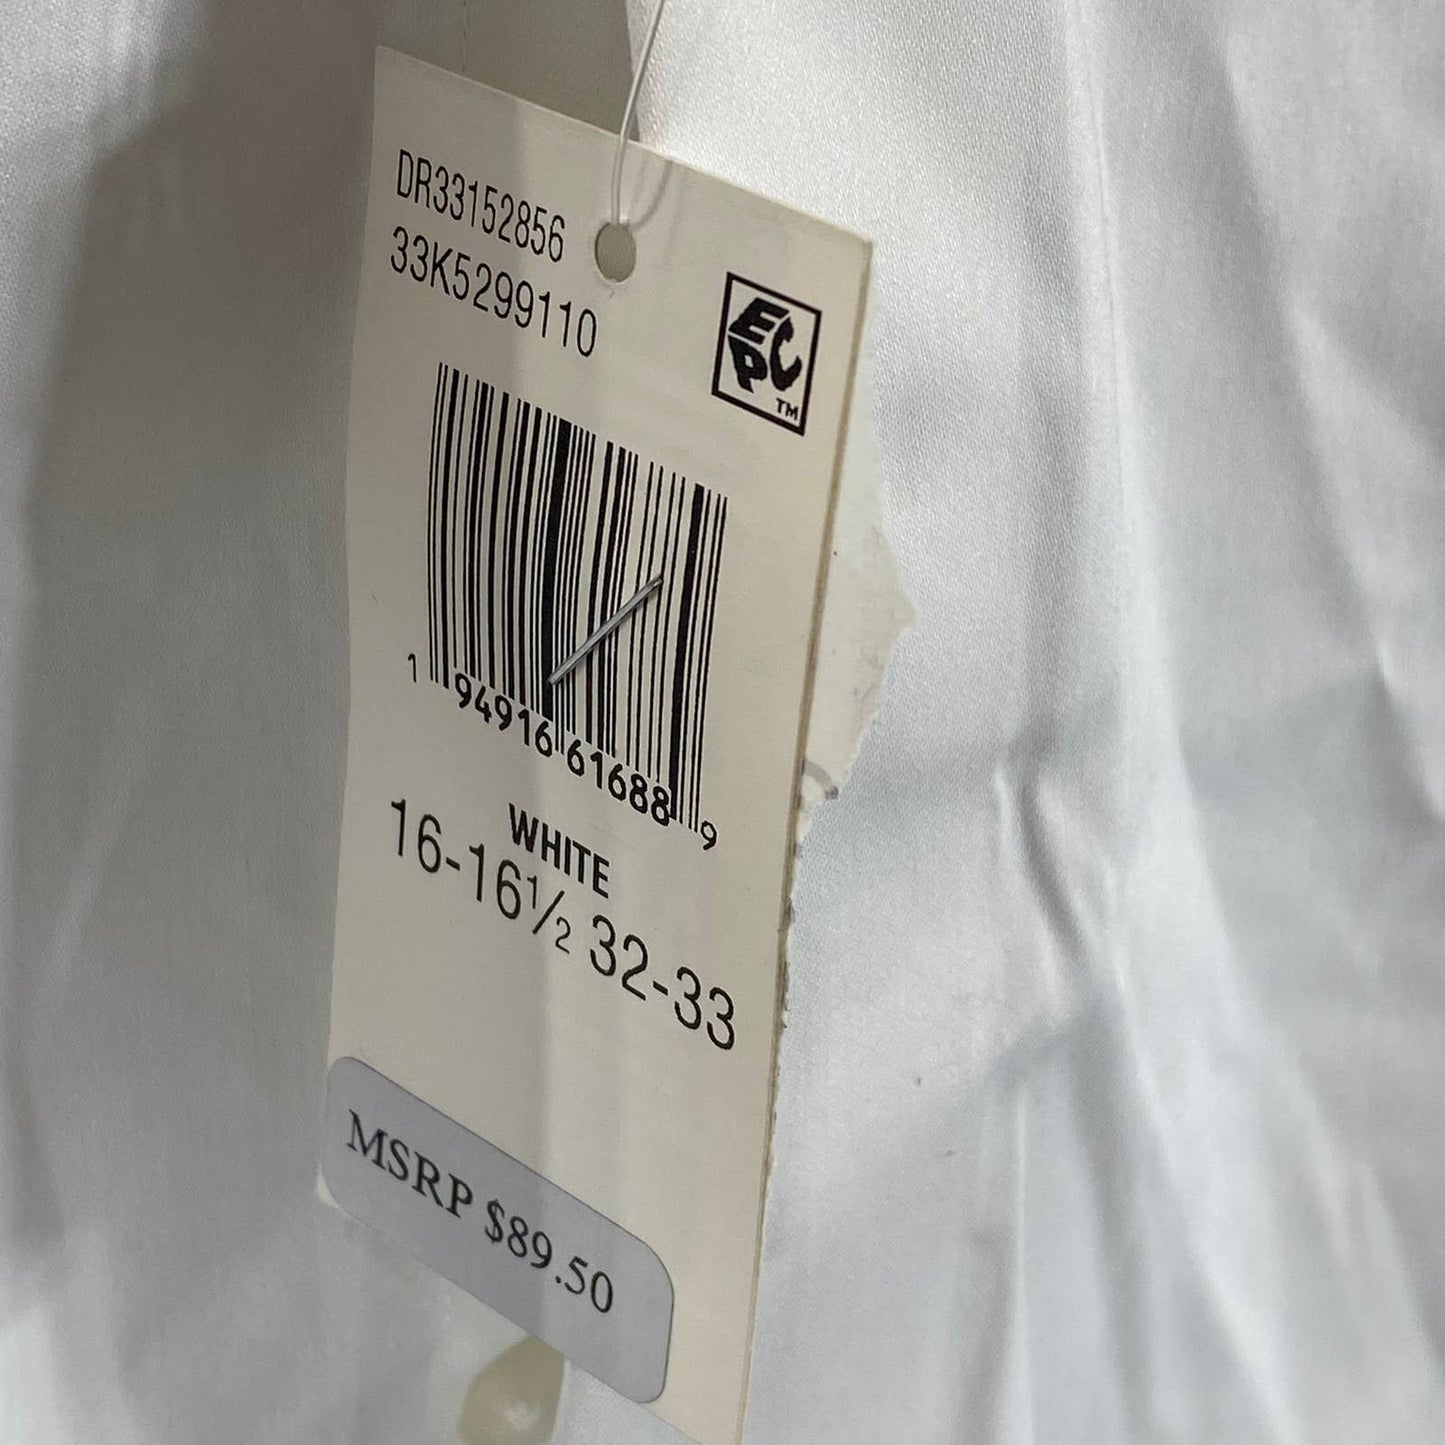 DR33152856
33K5299110
EPC
TM
1 94916 61688 9
WHITE
16-16½ 32-33
MSRP $89.50